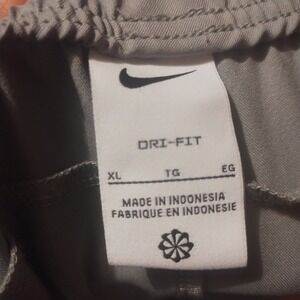 DRI-FIT
XL TG EG
MADE IN INDONESIA
FABRIQUE EN INDONESIE